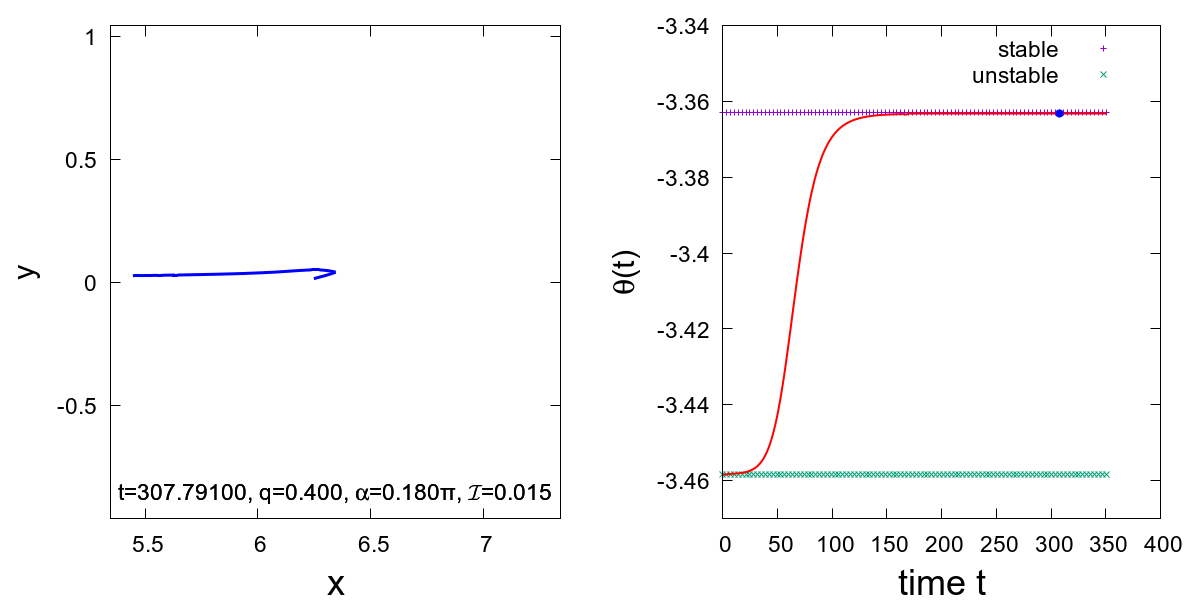 1
0.5
0
-0.5
y
t=307.79100, q=0.400, α=0.180π, ℐ=0.015
5.5 6 6.5 7
x
-3.34
-3.36
-3.38
-3.4
-3.42
-3.44
-3.46
θ(t)
stable
unstable
0 50 100 150 200 250 300 350 400
time t